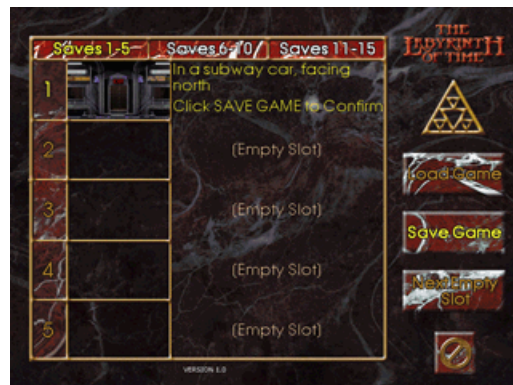 THE
LABYRINTH
OF TIME
Saves 1-5
Saves 6-10
Saves 11-15
1
In a subway car, facing
north
Click SAVE GAME to Confirm
2
(Empty Slot)
3
(Empty Slot)
4
(Empty Slot)
5
(Empty Slot)
Load Game
Save Game
Next Empty
Slot
VERSION 1.0